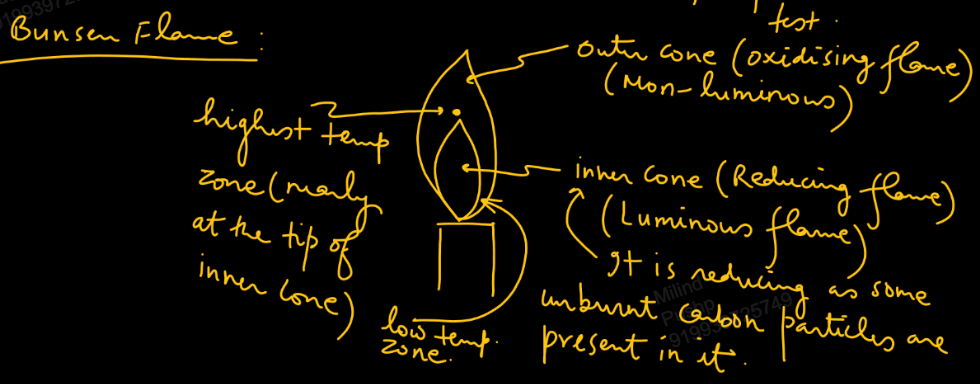 test.
Bunsen Flame :
outer cone (oxidising flame)
(Non-luminous)
highest temp
zone (nearly
at the tip of
inner cone)
inner cone (Reducing flame)
(Luminous flame)
It is reducing as some
unburnt carbon particles are
present in it.
low temp.
zone.
Milind